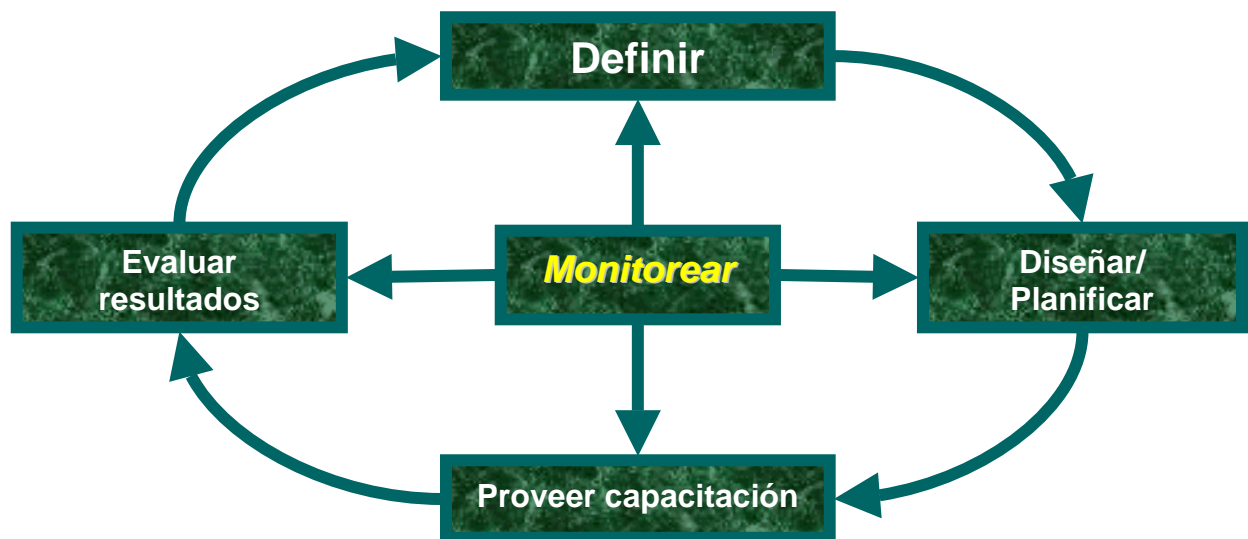 Definir
Evaluar
resultados
Monitorear
Diseñar/
Planificar
Proveer capacitación